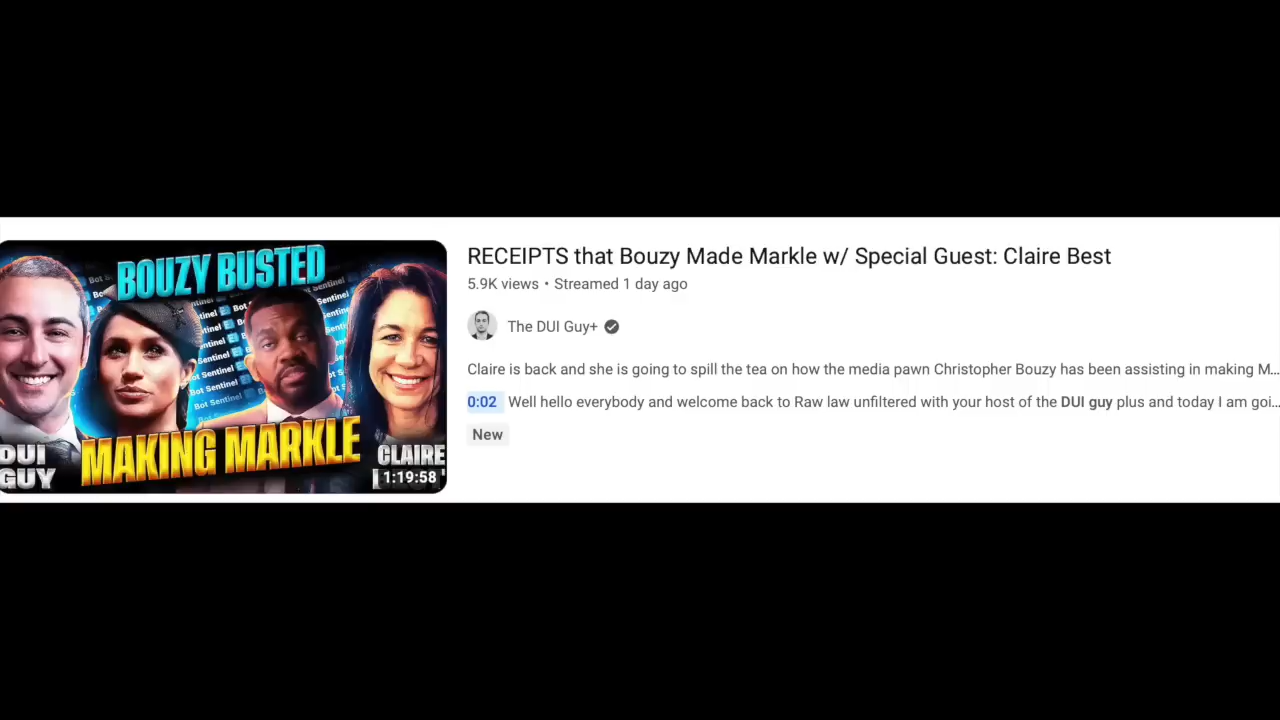 BOUZY BUSTED
MAKING MARKLE
DUI
GUY
CLAIRE
1:19:58
Bot Sentinel
RECEIPTS that Bouzy Made Markle w/ Special Guest: Claire Best
5.9K views • Streamed 1 day ago
The DUI Guy+
Claire is back and she is going to spill the tea on how the media pawn Christopher Bouzy has been assisting in making M...
0:02 Well hello everybody and welcome back to Raw law unfiltered with your host of the DUI guy plus and today I am goi...
New